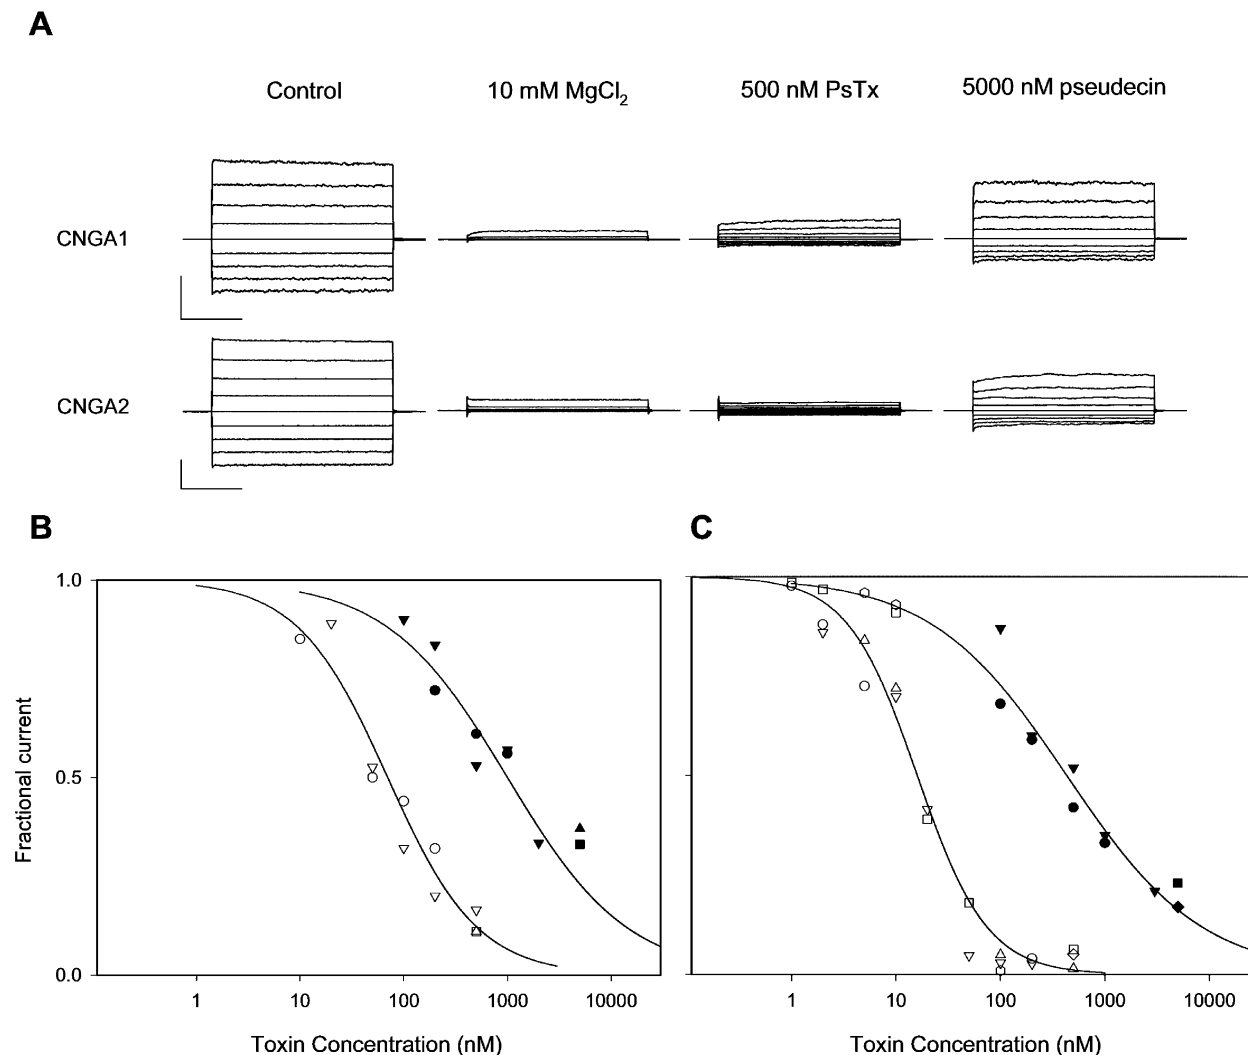 A
Control 10 mM MgCl2 500 nM PsTx 5000 nM pseudecin
CNGA1
CNGA2
B C
1.0
0.5
0.0
Fractional current
1 10 100 1000 10000 1 10 100 1000 10000
Toxin Concentration (nM) Toxin Concentration (nM)